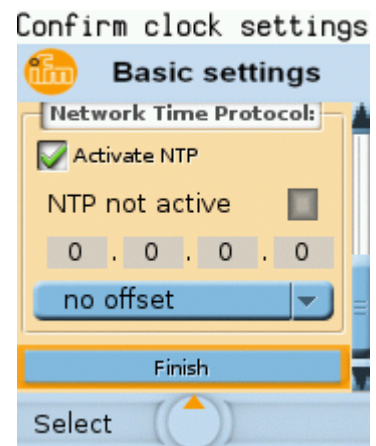 Confirm clock settings
ifm
Basic settings
Network Time Protocol:
Activate NTP
NTP not active
0 . 0 . 0 . 0
no offset
Finish
Select